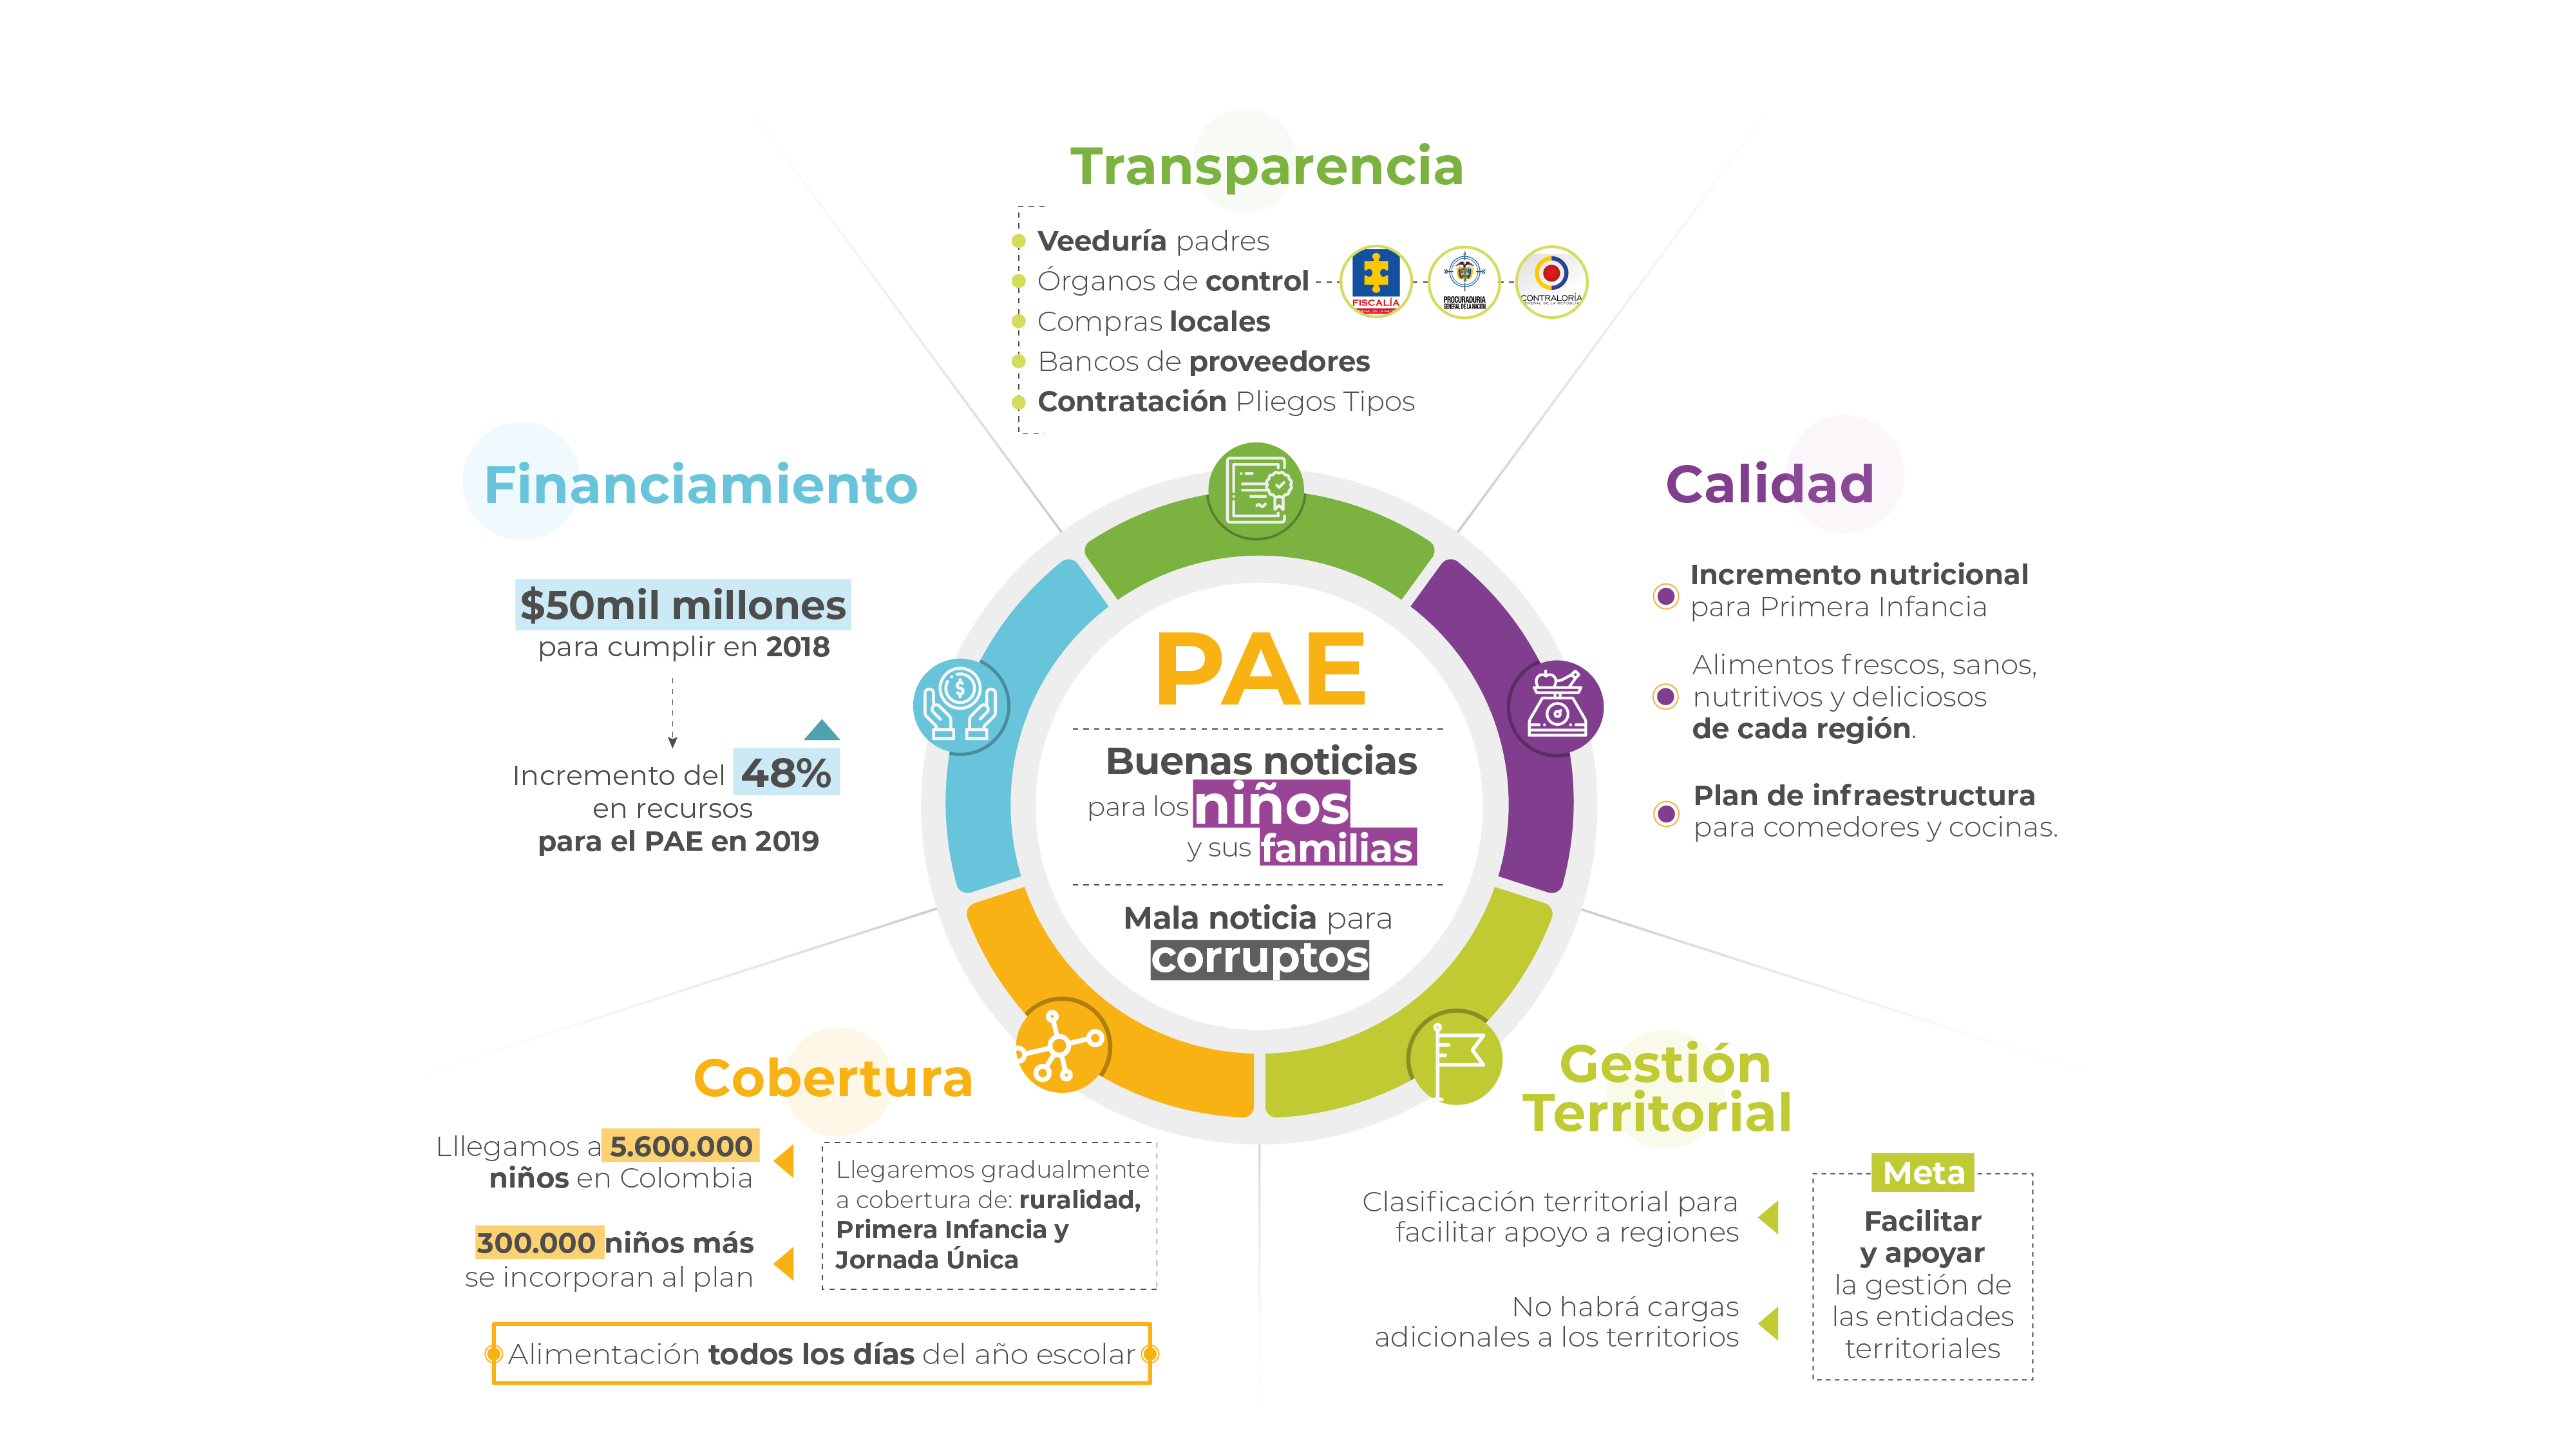 Transparencia
Veeduría padres
Órganos de control
FISCALÍA
PROCURADURIA
GENERAL DE LA NACION
CONTRALORÍA
Compras locales
Bancos de proveedores
Contratación Pliegos Tipos
Financiamiento
$50mil millones
para cumplir en 2018
Incremento del 48%
en recursos
para el PAE en 2019
Calidad
Incremento nutricional
para Primera Infancia
Alimentos frescos, sanos,
nutritivos y deliciosos
de cada región.
Plan de infraestructura
para comedores y cocinas.
PAE
Buenas noticias
para los niños
y sus familias
Mala noticia para
corruptos
Cobertura
Lllegamos a 5.600.000
niños en Colombia
300.000 niños más
se incorporan al plan
Llegaremos gradualmente
a cobertura de: ruralidad,
Primera Infancia y
Jornada Única
Alimentación todos los días del año escolar
Gestión
Territorial
Clasificación territorial para
facilitar apoyo a regiones
No habrá cargas
adicionales a los territorios
Meta
Facilitar
y apoyar
la gestión de
las entidades
territoriales